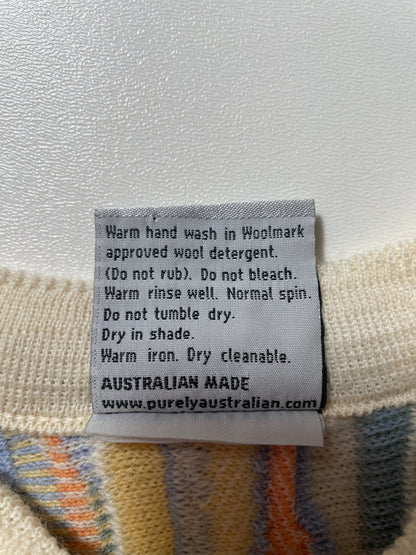 Warm hand wash in Woolmark
approved wool detergent.
(Do not rub). Do not bleach.
Warm rinse well. Normal spin.
Do not tumble dry.
Dry in shade.
Warm iron. Dry cleanable.
AUSTRALIAN MADE
www.purelyaustralian.com